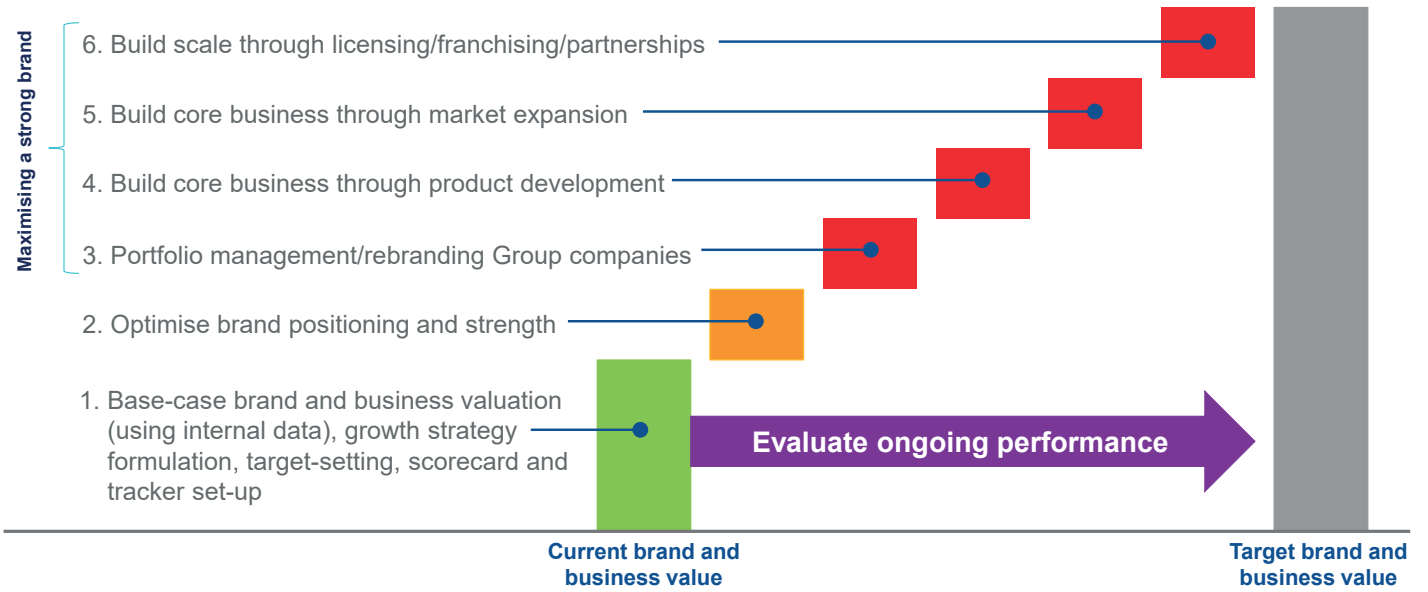 Maximising a strong brand
6. Build scale through licensing/franchising/partnerships
5. Build core business through market expansion
4. Build core business through product development
3. Portfolio management/rebranding Group companies
2. Optimise brand positioning and strength
1. Base-case brand and business valuation
(using internal data), growth strategy
formulation, target-setting, scorecard and
tracker set-up
Evaluate ongoing performance
Current brand and
business value
Target brand and
business value